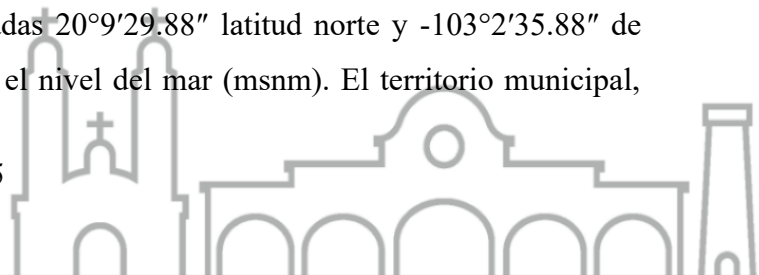 das 20°9′29.88″ latitud norte y -103°2′35.88″ de
el nivel del mar (msnm). El territorio municipal,